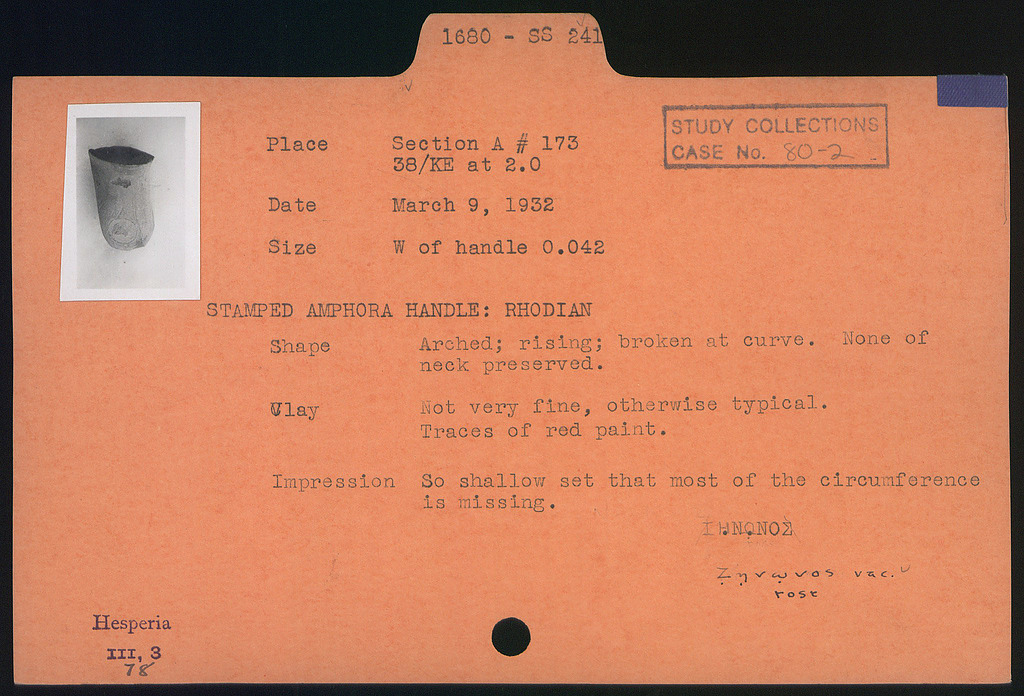 1680 - SS 241
STUDY COLLECTIONS
CASE No. 80-2
Place Section A # 173
38/KE at 2.0
Date March 9, 1932
Size W of handle 0.042
STAMPED AMPHORA HANDLE: RHODIAN
Shape Arched; rising; broken at curve. None of
neck preserved.
Clay Not very fine, otherwise typical.
Traces of red paint.
Impression So shallow set that most of the circumference
is missing.
ΙΗΝΩΝΟΣ
Ζηνωνος vac.
rose
Hesperia
III, 3
78